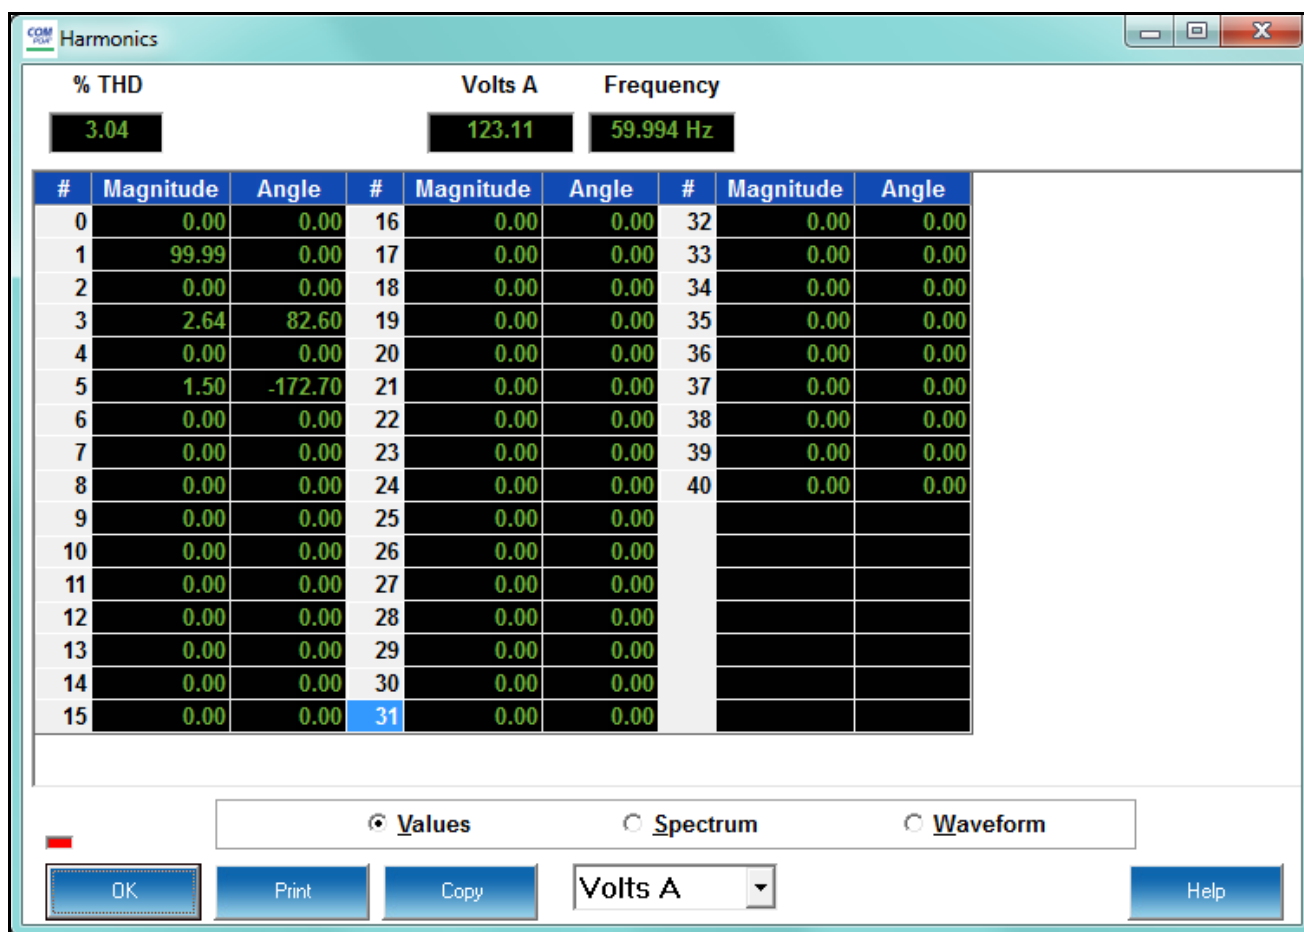 COM Harmonics
% THD Volts A Frequency
3.04 123.11 59.994 Hz
# Magnitude Angle # Magnitude Angle # Magnitude Angle
0 0.00 0.00 16 0.00 0.00 32 0.00 0.00
1 99.99 0.00 17 0.00 0.00 33 0.00 0.00
2 0.00 0.00 18 0.00 0.00 34 0.00 0.00
3 2.64 82.60 19 0.00 0.00 35 0.00 0.00
4 0.00 0.00 20 0.00 0.00 36 0.00 0.00
5 1.50 -172.70 21 0.00 0.00 37 0.00 0.00
6 0.00 0.00 22 0.00 0.00 38 0.00 0.00
7 0.00 0.00 23 0.00 0.00 39 0.00 0.00
8 0.00 0.00 24 0.00 0.00 40 0.00 0.00
9 0.00 0.00 25 0.00 0.00
10 0.00 0.00 26 0.00 0.00
11 0.00 0.00 27 0.00 0.00
12 0.00 0.00 28 0.00 0.00
13 0.00 0.00 29 0.00 0.00
14 0.00 0.00 30 0.00 0.00
15 0.00 0.00 31 0.00 0.00
Values Spectrum Waveform
OK Print Copy Volts A Help